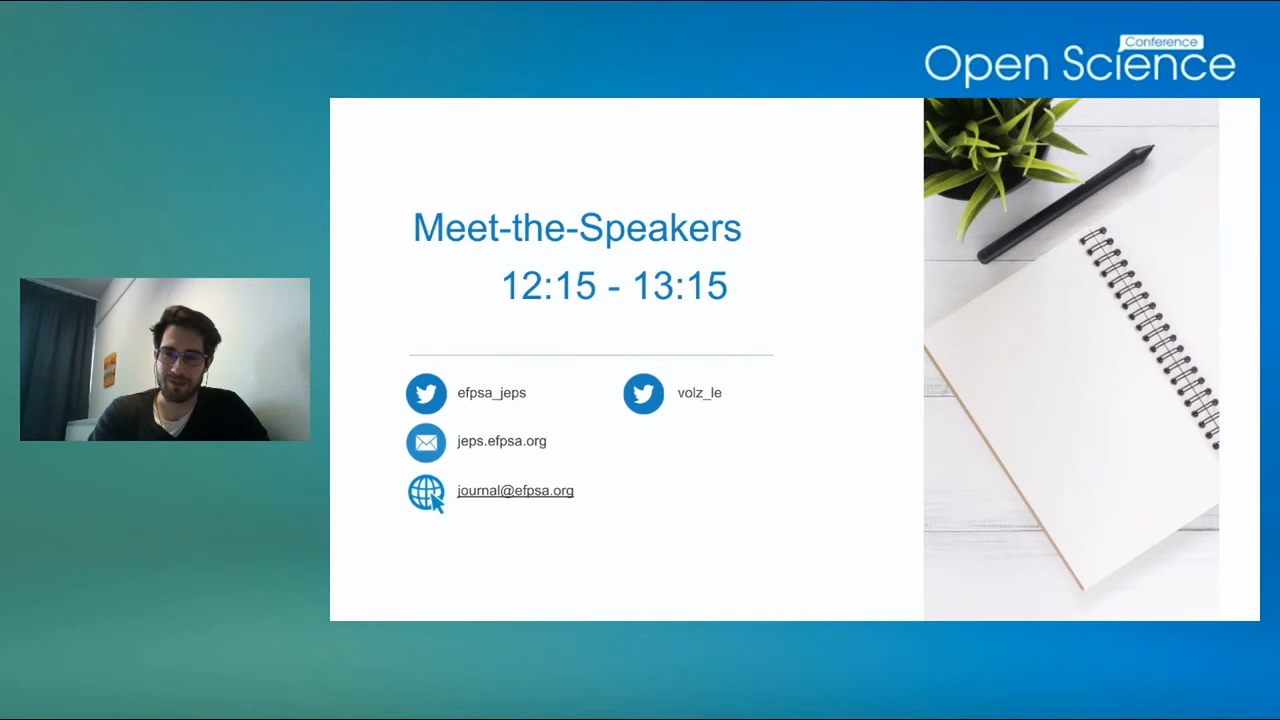 Conference
Open Science
Meet-the-Speakers
12:15 - 13:15
efpsa_jeps
volz_le
jeps.efpsa.org
journal@efpsa.org